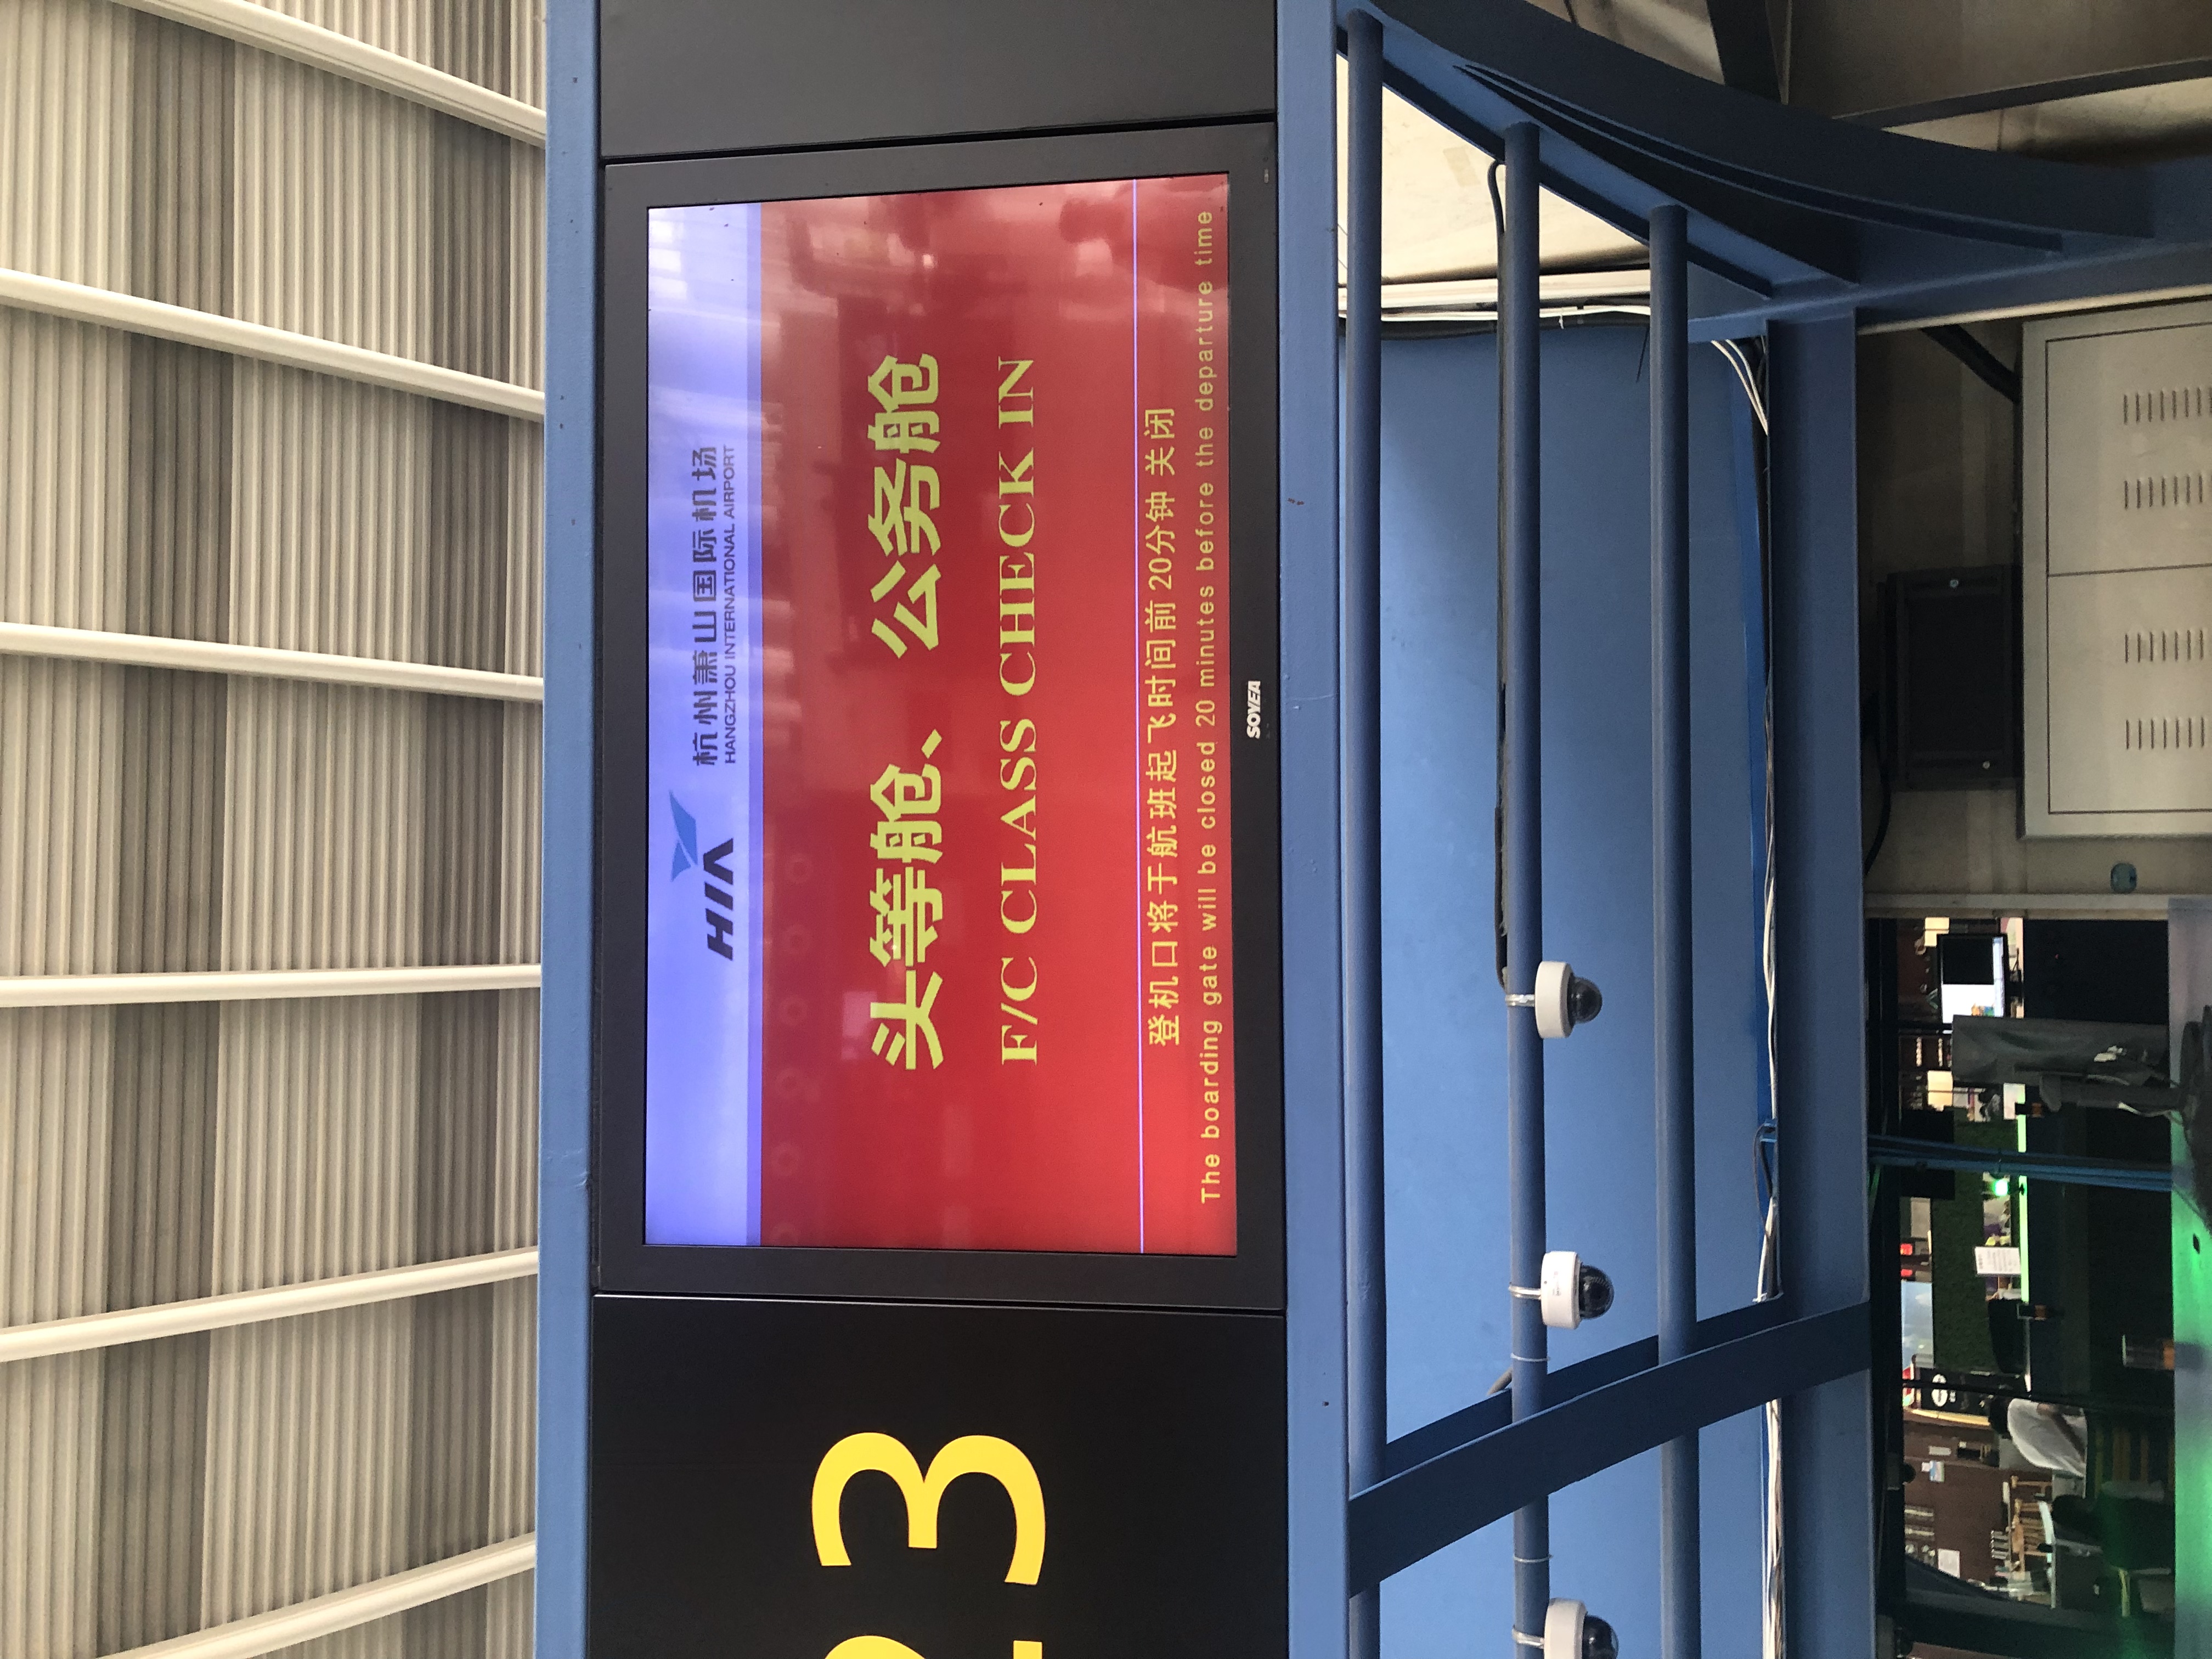 HIA
杭州萧山国际机场
HANGZHOU INTERNATIONAL AIRPORT
头等舱、公务舱
F/C CLASS CHECK IN
登机口将于航班起飞时间前20分钟 关闭
The boarding gate will be closed 20 minutes before the departure time
SOYEA
3